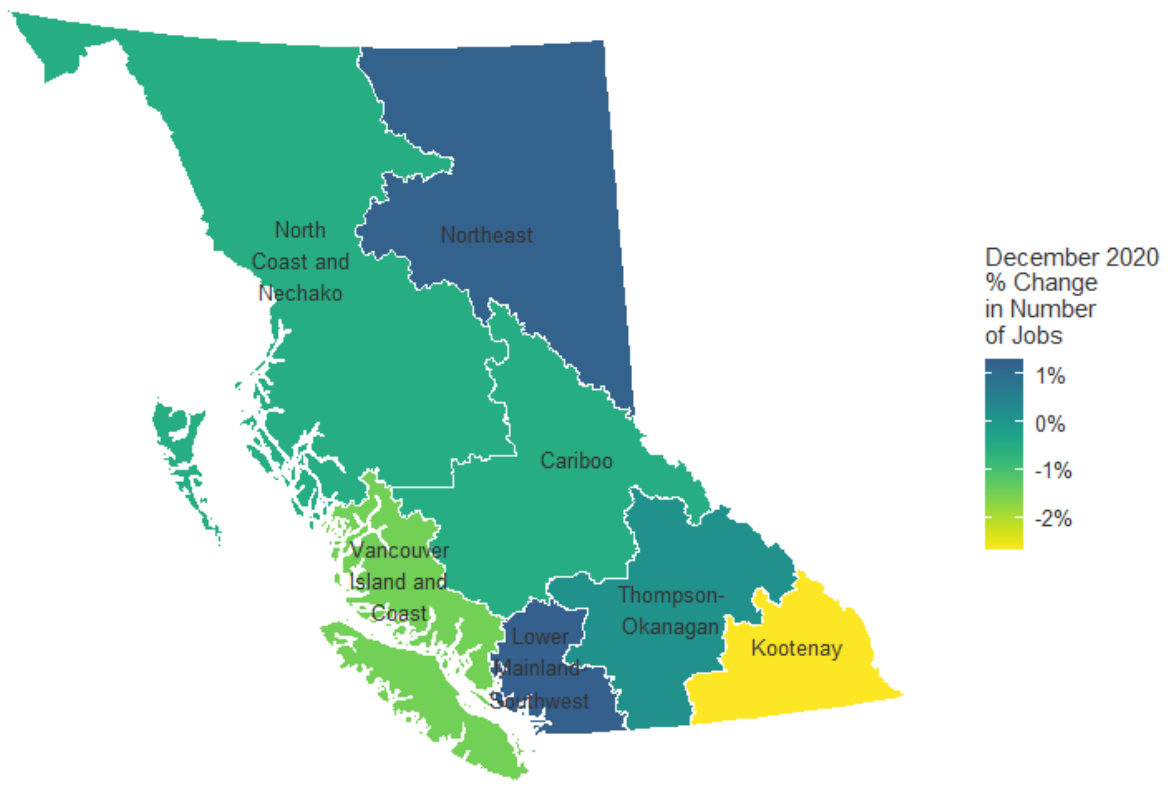 North
Coast and
Nechako
Northeast
December 2020
% Change
in Number
of Jobs
1%
0%
-1%
-2%
Cariboo
Vancouver
Island and
Coast
Thompson-
Okanagan
Lower
Mainland-
Southwest
Kootenay